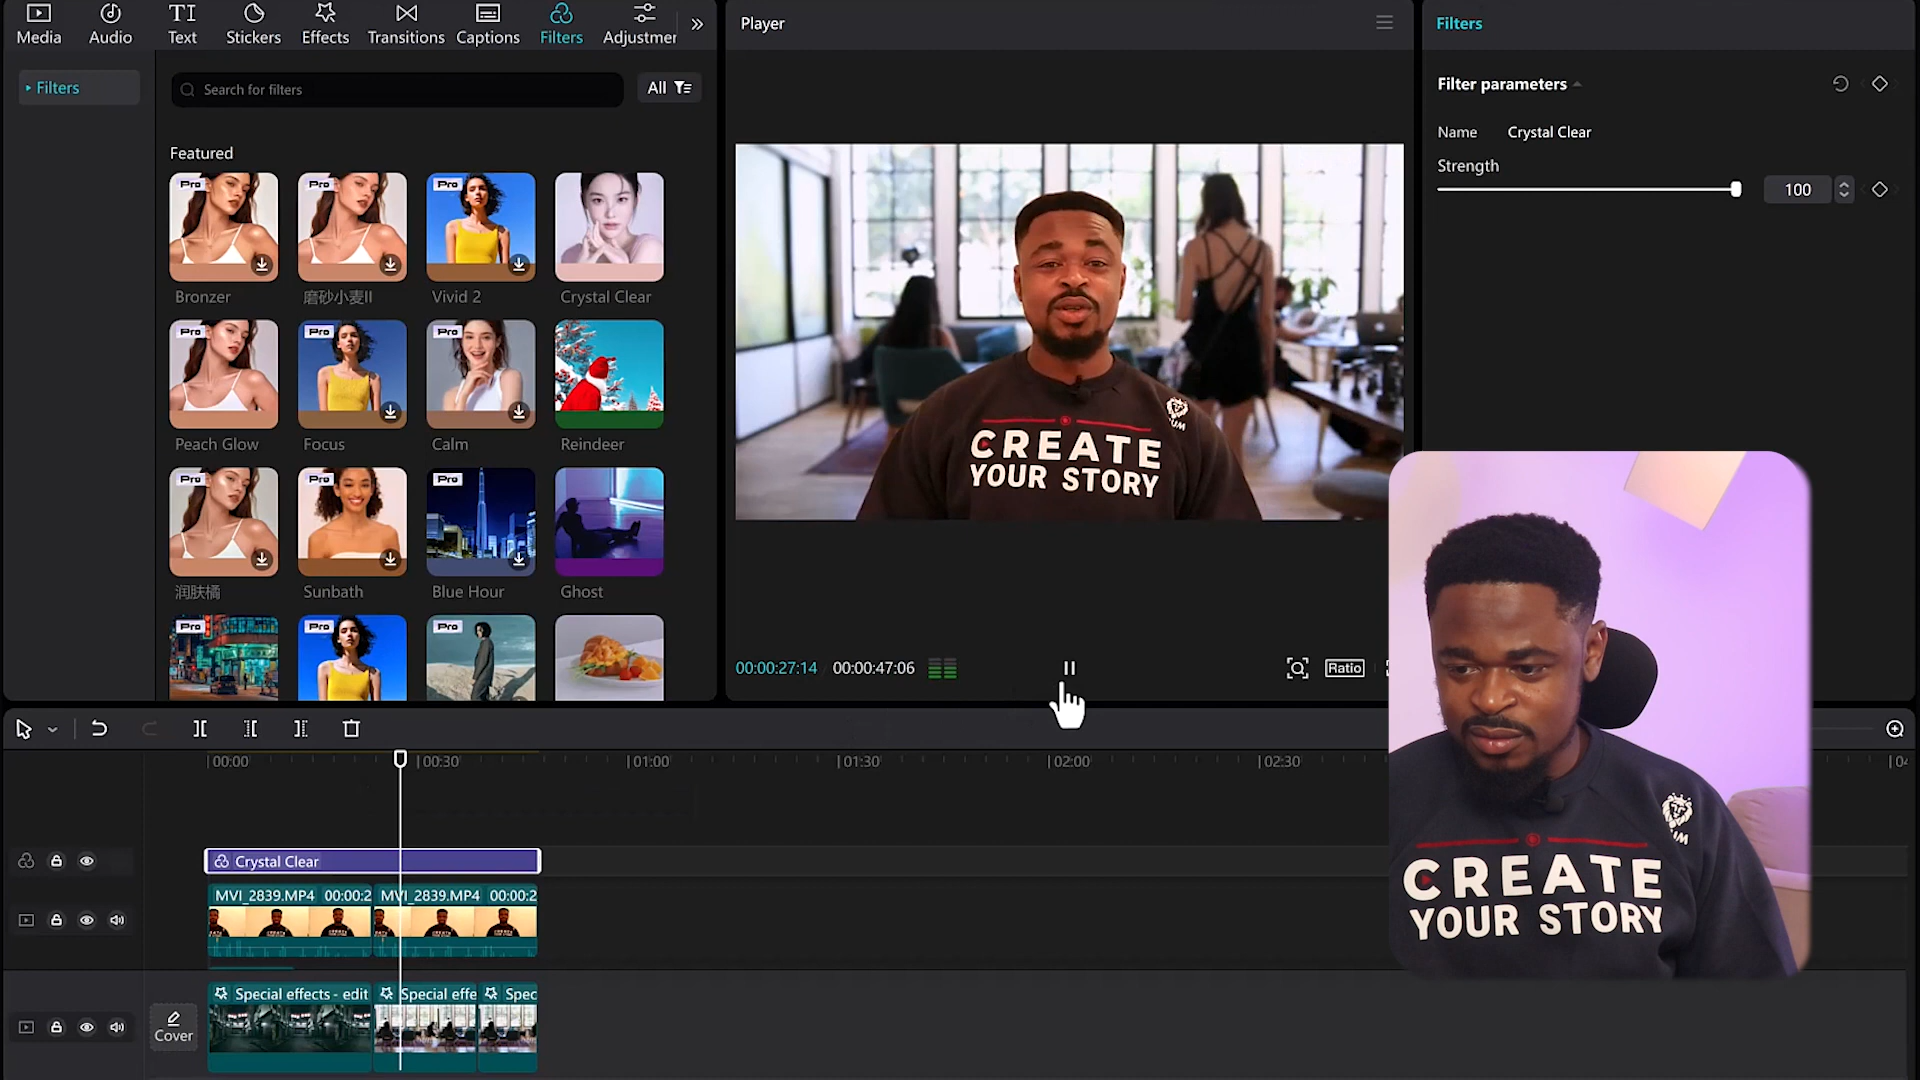 Media
Audio
Text
Stickers
Effects
Transitions
Captions
Filters
Adjustmen
Filters
Search for filters
All
Featured
Pro
Pro
Pro
Bronzer
磨砂小麦II
Vivid 2
Crystal Clear
Pro
Pro
Pro
Peach Glow
Focus
Calm
Reindeer
Pro
Pro
Pro
润肤橘
Sunbath
Blue Hour
Ghost
Pro
Pro
Pro
Player
CREATE
YOUR STORY
UM
00:00:27:14
00:00:47:06
Ratio
Filters
Filter parameters
Name
Crystal Clear
Strength
100
CREATE
YOUR STORY
00:00
00:30
01:00
01:30
02:00
02:30
Crystal Clear
MVI_2839.MP4 00:00:2
MVI_2839.MP4 00:00:2
Cover
Special effects - edit
Special effe
Spec